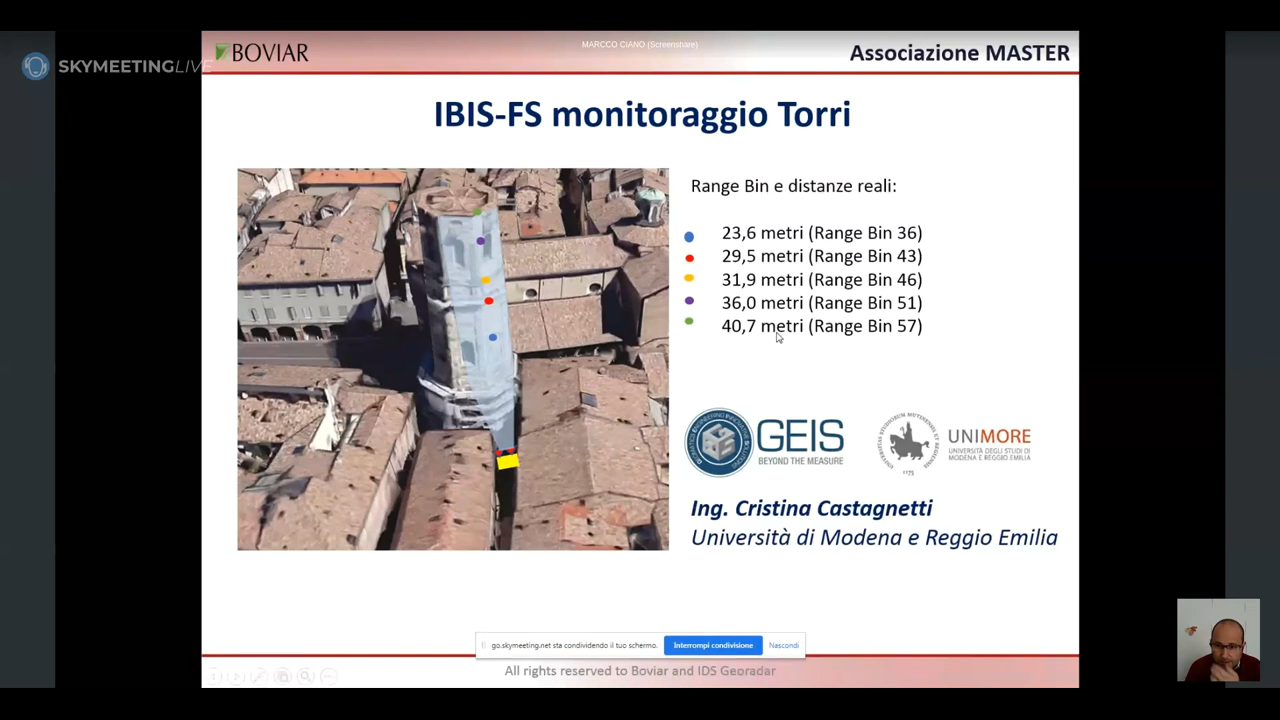 SKYMEETINGLIVE
BOVIAR
MARCCO CIANO (Screenshare)
Associazione MASTER
IBIS-FS monitoraggio Torri
Range Bin e distanze reali:
23,6 metri (Range Bin 36)
29,5 metri (Range Bin 43)
31,9 metri (Range Bin 46)
36,0 metri (Range Bin 51)
40,7 metri (Range Bin 57)
GEIS
BEYOND THE MEASURE
1175
UNIMORE
UNIVERSITÀ DEGLI STUDI DI
MODENA E REGGIO EMILIA
Ing. Cristina Castagnetti
Università di Modena e Reggio Emilia
go.skymeeting.net sta condividendo il tuo schermo.
Interrompi condivisione
Nascondi
All rights reserved to Boviar and IDS Georadar